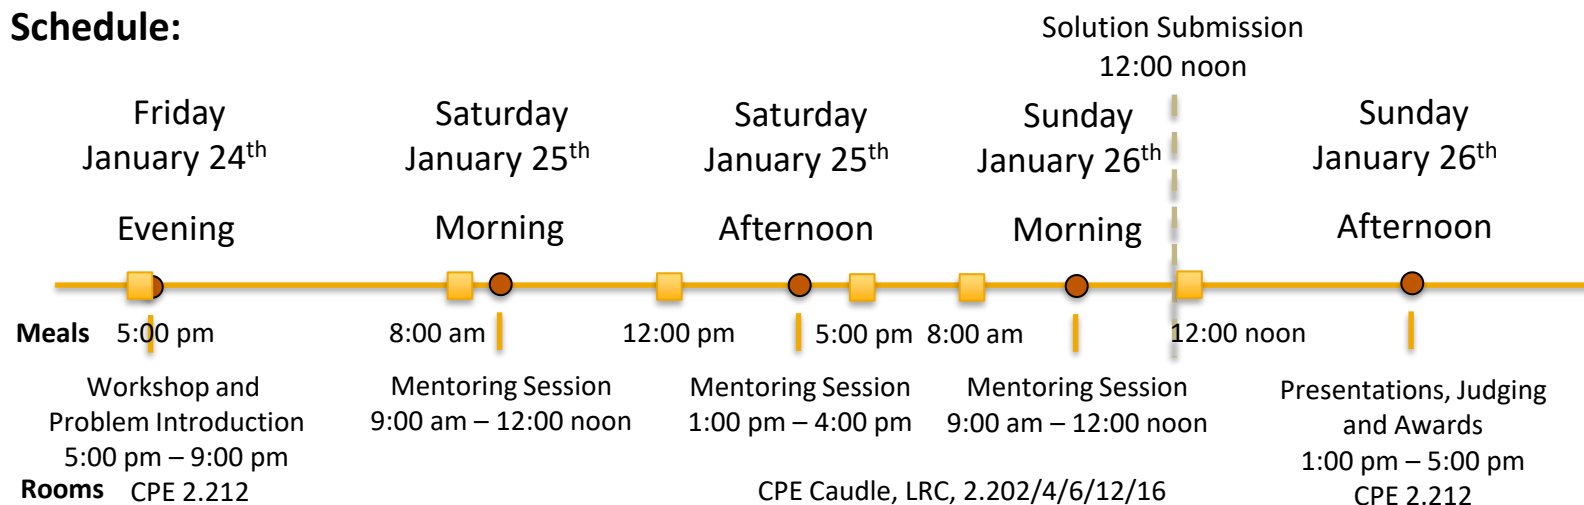 Schedule:
Solution Submission
12:00 noon
Friday
January 24th
Evening
Saturday
January 25th
Morning
Saturday
January 25th
Afternoon
Sunday
January 26th
Morning
Sunday
January 26th
Afternoon
Meals 5:00 pm 8:00 am 12:00 pm 5:00 pm 8:00 am 12:00 noon
Workshop and
Problem Introduction
5:00 pm – 9:00 pm
Mentoring Session
9:00 am – 12:00 noon
Mentoring Session
1:00 pm – 4:00 pm
Mentoring Session
9:00 am – 12:00 noon
Presentations, Judging
and Awards
1:00 pm – 5:00 pm
Rooms CPE 2.212 CPE Caudle, LRC, 2.202/4/6/12/16 CPE 2.212